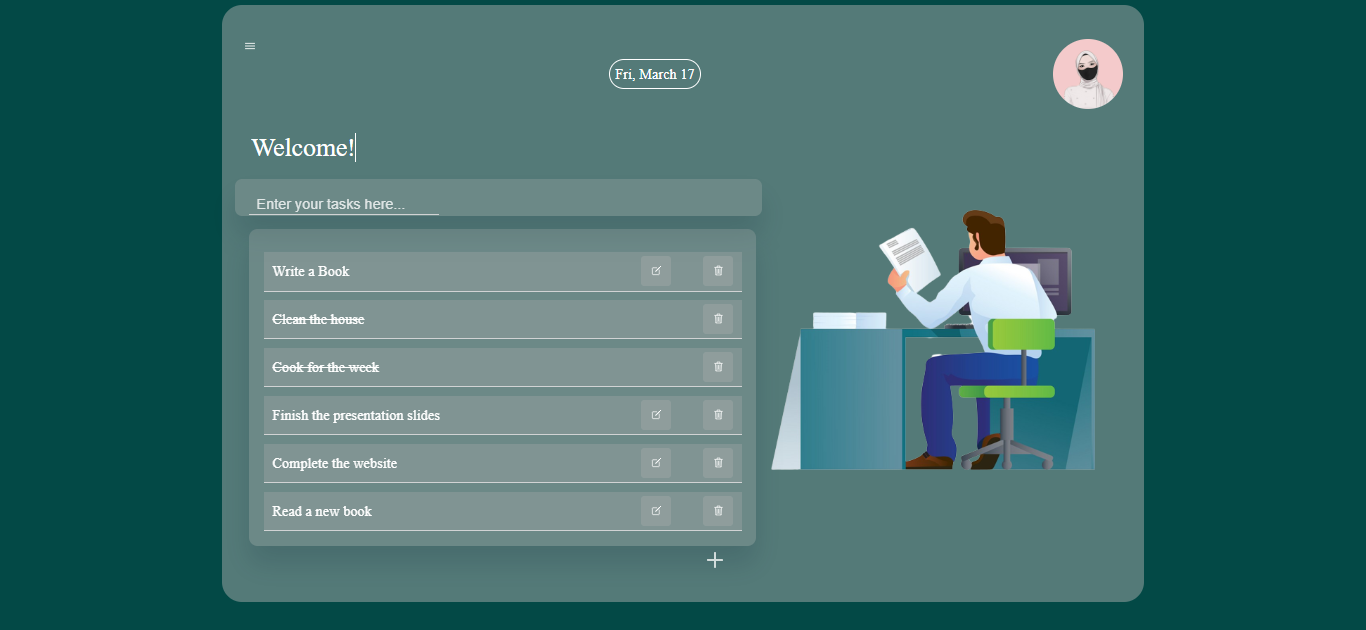 Fri, March 17
Welcome!
Enter your tasks here...
Write a Book
Clean the house
Cook for the week
Finish the presentation slides
Complete the website
Read a new book